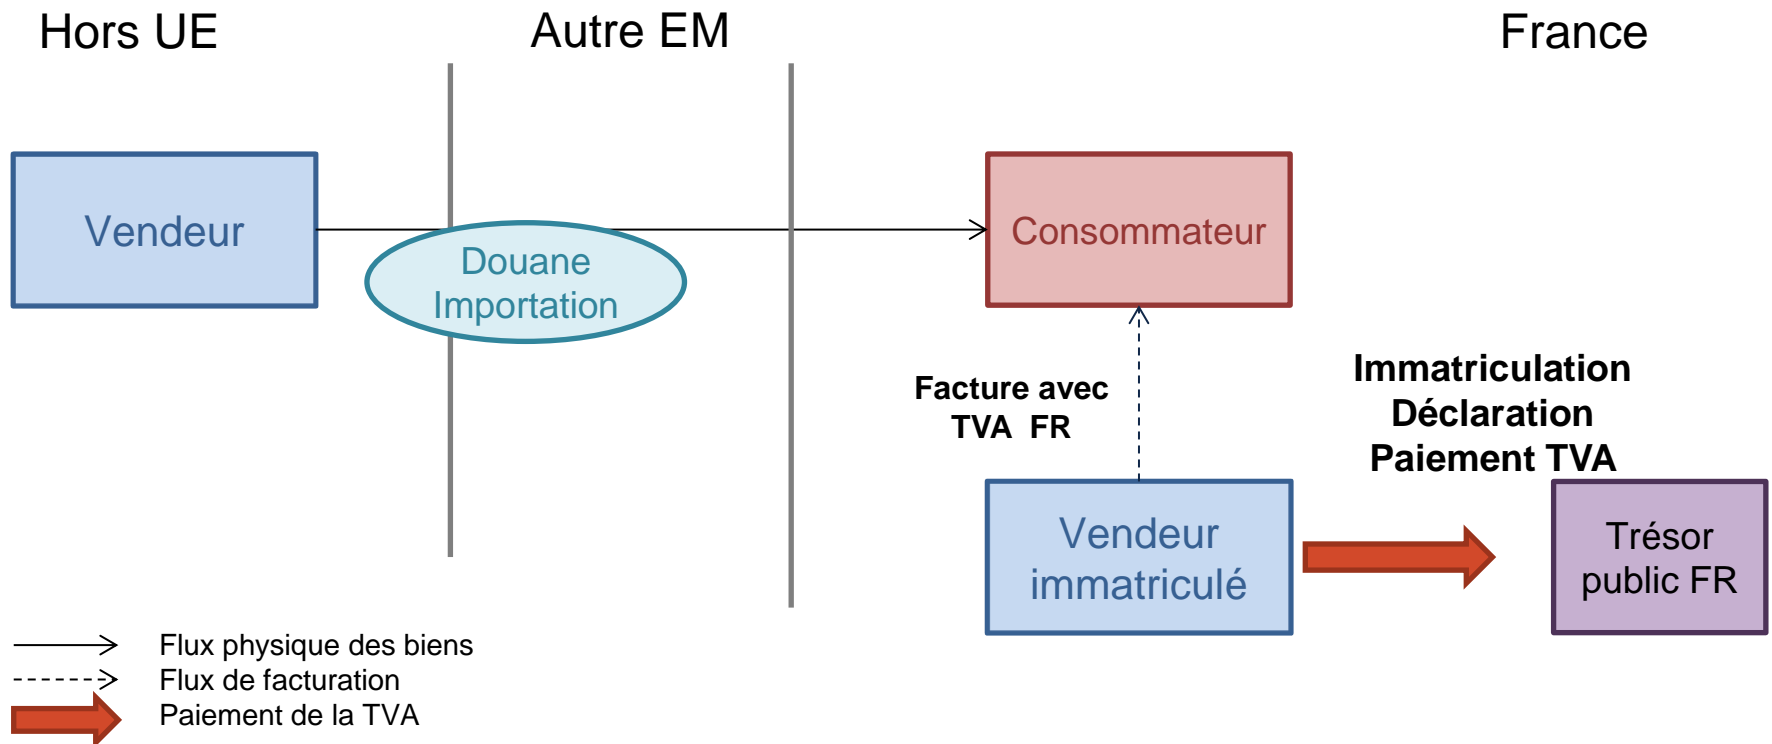 Hors UE
Autre EM
France
Vendeur
Douane
Importation
Consommateur
Facture avec
TVA FR
Immatriculation
Déclaration
Paiement TVA
Vendeur
immatriculé
Trésor
public FR
Flux physique des biens
Flux de facturation
Paiement de la TVA